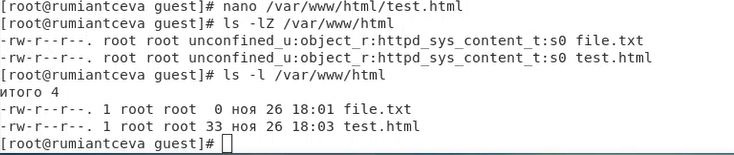 [root@rumiantceva guest]# nano /var/www/html/test.html
[root@rumiantceva guest]# ls -lZ /var/www/html
-rw-r--r--. root root unconfined_u:object_r:httpd_sys_content_t:s0 file.txt
-rw-r--r--. root root unconfined_u:object_r:httpd_sys_content_t:s0 test.html
[root@rumiantceva guest]# ls -l /var/www/html
итого 4
-rw-r--r--. 1 root root  0 ноя 26 18:01 file.txt
-rw-r--r--. 1 root root 33 ноя 26 18:03 test.html
[root@rumiantceva guest]#